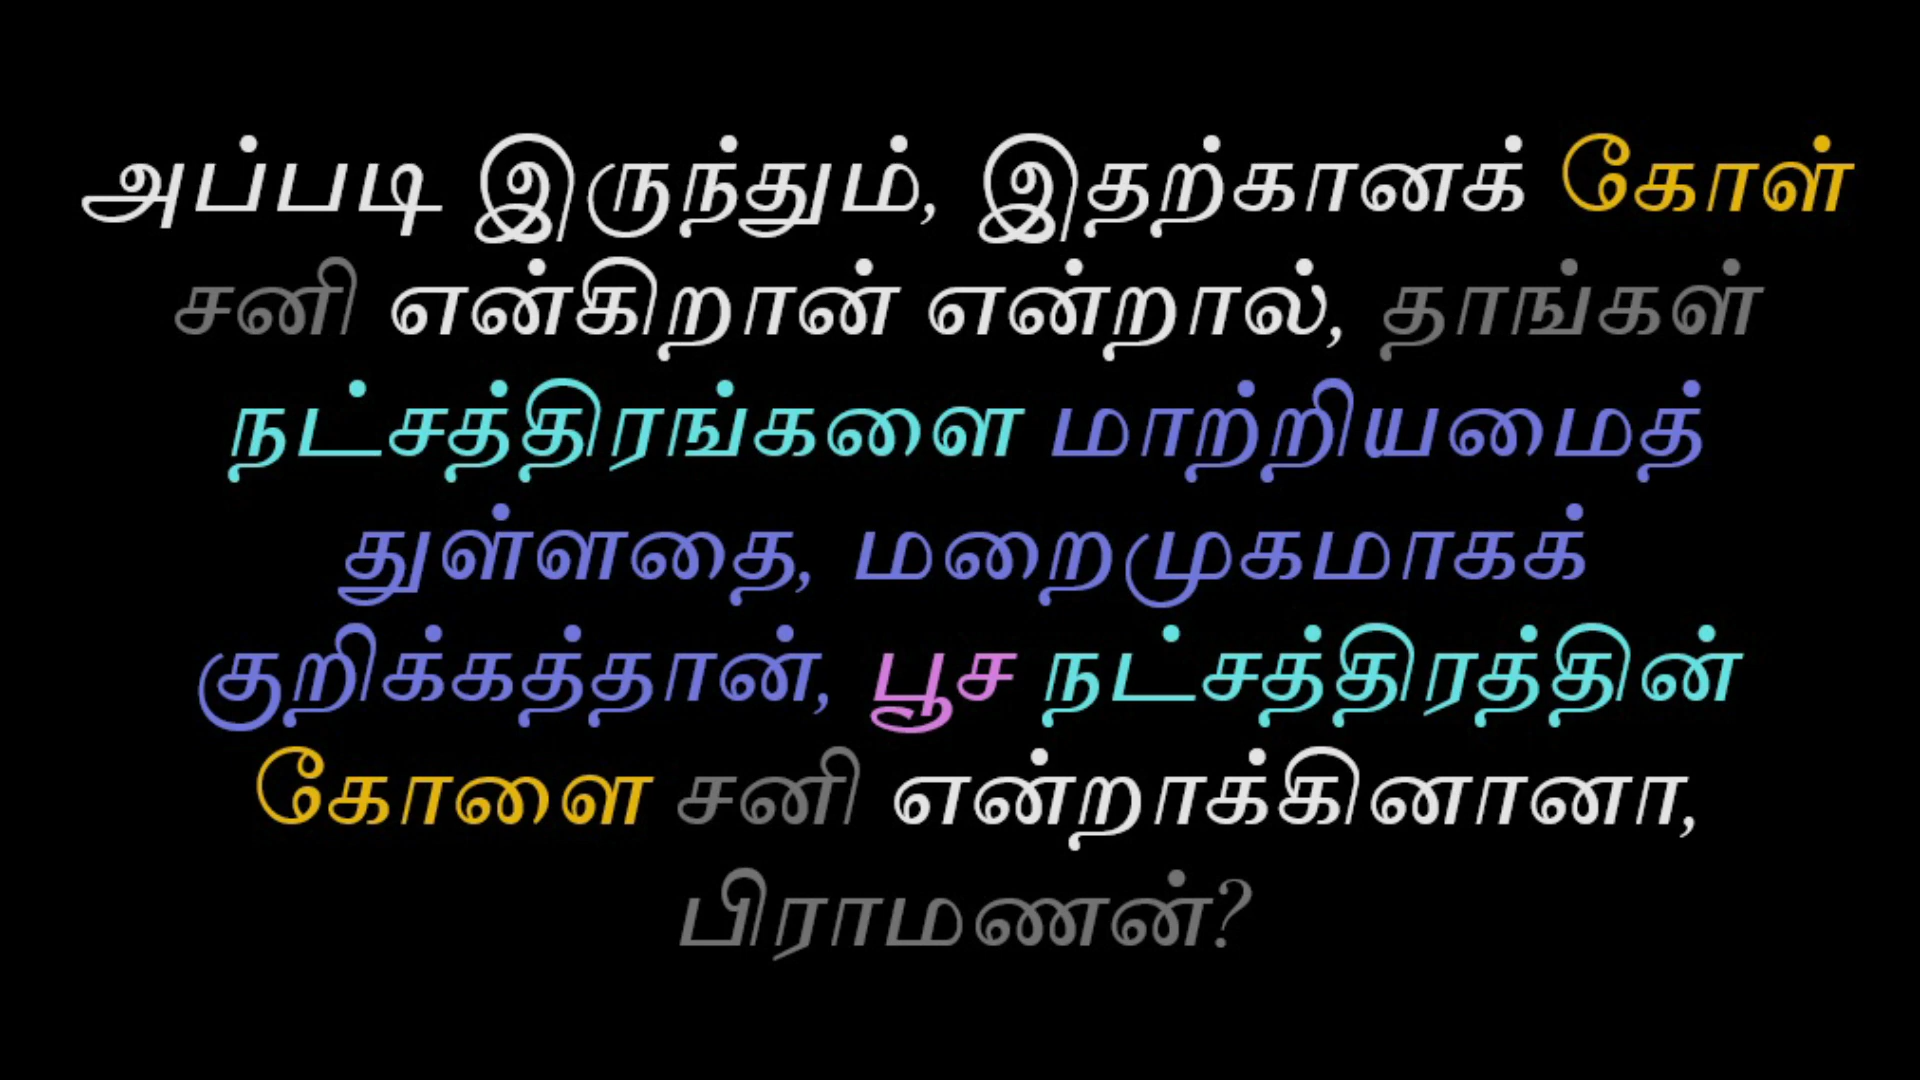 அப்படி இருந்தும், இதற்கானக் கோள்
சனி என்கிறான் என்றால், தாங்கள்
நட்சத்திரங்களை மாற்றியமைத்
துள்ளதை, மறைமுகமாகக்
குறிக்கத்தான், பூச நட்சத்திரத்தின்
கோளை சனி என்றாக்கினானா,
பிராமணன்?